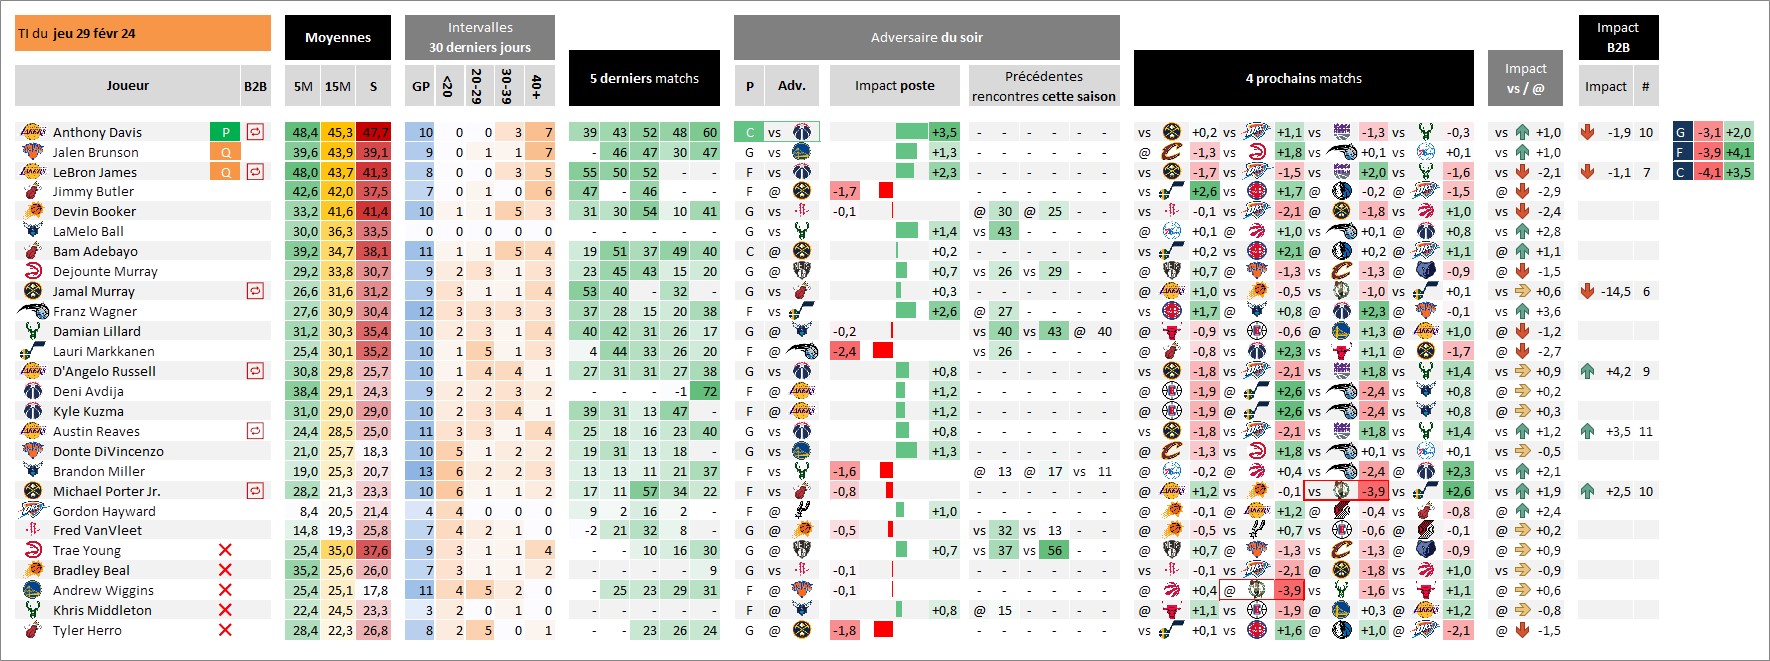 TI du jeu 29 févr 24
Moyennes
Intervalles
30 derniers jours
5 derniers matchs
Adversaire du soir
4 prochains matchs
Impact
vs / @
Impact
B2B
Joueur B2B 5M 15M S GP <20 20-29 30-39 40+ P Adv. Impact poste Précédentes
rencontres cette saison
Impact #
Anthony Davis P 48,4 45,3 47,7 10 0 0 3 7 39 43 52 48 60 C vs +3,5 - - - - - - vs +0,2 vs +1,1 vs -1,3 vs -0,3 vs +1,0 -1,9 10 G -3,1 +2,0
Jalen Brunson Q 39,6 43,9 39,1 9 0 1 1 7 - 46 47 30 47 G vs +1,3 - - - - - - @ -1,3 vs +1,8 vs +0,1 vs +0,1 vs +1,0 F -3,9 +4,1
LeBron James Q 48,0 43,7 41,3 8 0 0 3 5 55 50 52 - - F vs +2,3 - - - - - - vs -1,7 vs -1,5 vs +2,0 vs -1,6 vs -2,1 -1,1 7 C -4,1 +3,5
Jimmy Butler 42,6 42,0 37,5 7 0 1 0 6 47 - 46 - - F @ -1,7 - - - - - - vs +2,6 vs +1,7 @ -0,2 @ -1,5 @ -2,9
Devin Booker 33,2 41,6 41,4 10 1 1 5 3 31 30 54 10 41 G vs -0,1 @ 30 @ 25 - - vs -0,1 vs -2,1 @ -1,8 vs +1,0 vs -2,4
LaMelo Ball 30,0 36,3 33,5 0 0 0 0 0 - - - - - G vs +1,4 vs 43 - - - - @ +0,1 @ +1,0 vs +0,1 @ +0,8 vs +2,8
Bam Adebayo 39,2 34,7 38,1 11 1 1 5 4 19 51 37 49 40 C @ +0,2 - - - - - - vs +0,2 vs +2,1 @ +0,2 @ +1,1 @ +1,1
Dejounte Murray 29,2 33,8 30,7 9 2 3 1 3 23 45 43 15 20 G @ +0,7 vs 26 vs 29 - - @ +0,7 @ -1,3 vs -1,3 @ -0,9 @ -1,5
Jamal Murray 26,6 31,6 31,2 9 3 1 1 4 53 40 - 32 - G vs +0,3 - - - - - - @ +1,0 vs -0,5 vs -1,0 vs +0,1 vs +0,6 -14,5 6
Franz Wagner 27,6 30,9 30,4 12 3 3 3 3 37 28 15 20 38 F vs +2,6 @ 27 - - - - vs +1,7 @ +0,8 @ +2,3 @ -0,1 vs +3,6
Damian Lillard 31,2 30,3 35,4 10 2 3 1 4 40 42 31 26 17 G @ -0,2 vs 40 vs 43 @ 40 @ -0,9 vs -0,6 @ +1,3 @ +1,0 @ -1,2
Lauri Markkanen 25,4 30,1 35,2 10 1 5 1 3 4 44 33 26 20 F @ -2,4 vs 26 - - - - @ -0,8 vs +2,3 vs +1,1 @ -1,7 @ -2,7
D'Angelo Russell 30,8 29,8 25,7 10 1 4 4 1 27 31 31 27 38 G vs +0,8 - - - - - - vs -1,8 vs -2,1 vs +1,8 vs +1,4 vs +0,9 +4,2 9
Deni Avdija 38,4 29,1 24,3 9 2 2 3 2 - - - -1 72 F @ +1,2 - - - - - - @ -1,9 @ +2,6 vs -2,4 vs +0,8 @ +0,2
Kyle Kuzma 31,0 29,0 29,0 10 2 3 4 1 39 31 13 47 - F @ +1,2 - - - - - - @ -1,9 @ +2,6 vs -2,4 vs +0,8 @ +0,3
Austin Reaves 24,4 28,5 25,0 11 3 3 1 4 25 18 16 23 40 G vs +0,8 - - - - - - vs -1,8 vs -2,1 vs +1,8 vs +1,4 vs +1,2 +3,5 11
Donte DiVincenzo 21,0 25,7 18,3 10 5 1 2 2 19 31 13 18 - G vs +1,3 - - - - - - @ -1,3 vs +1,8 vs +0,1 vs +0,1 vs -0,5
Brandon Miller 19,0 25,3 20,7 13 6 2 2 3 13 13 11 21 37 F vs -1,6 @ 13 @ 17 vs 11 @ -0,2 @ +0,4 vs -2,4 @ +2,3 vs +2,1
Michael Porter Jr. 28,2 21,3 23,3 10 6 1 1 2 17 11 57 34 22 F vs -0,8 - - - - - - @ +1,2 vs -0,1 vs -3,9 vs +2,6 vs +1,9 +2,5 10
Gordon Hayward 8,4 20,5 21,4 4 4 0 0 0 9 2 16 - - F @ +1,0 - - - - - - @ -0,1 @ +1,2 @ -0,4 vs -0,8 @ +2,4
Fred VanVleet 14,8 19,3 25,8 7 4 2 1 0 -2 21 32 8 - G @ -0,5 vs 32 vs 13 - - @ -0,5 vs +0,7 vs -0,6 @ -0,1 @ +0,2
Trae Young 25,4 35,0 37,6 9 3 1 1 4 - - 10 16 30 G @ +0,7 vs 37 vs 56 - - @ +0,7 @ -1,3 vs -1,3 @ -0,9 @ +0,9
Bradley Beal 35,2 25,6 26,0 7 3 1 1 2 - - - - 9 G vs -0,1 - - - - - - vs -0,1 vs -2,1 @ -1,8 vs +1,0 vs -0,9
Andrew Wiggins 25,4 25,1 17,8 11 4 5 2 0 - 25 23 29 31 F @ -0,1 - - - - - - @ +0,4 @ -3,9 vs -1,6 vs +1,1 @ +0,6
Khris Middleton 22,4 24,5 23,3 3 2 0 1 0 - - - - - F @ +0,8 @ 15 - - - - @ +1,1 vs -1,9 @ +0,3 @ +1,2 @ -0,8
Tyler Herro 28,4 22,3 26,8 8 2 5 0 1 - - 23 26 24 G @ -1,8 - - - - - - vs +0,1 vs +1,6 @ +1,0 @ -2,1 @ -1,5